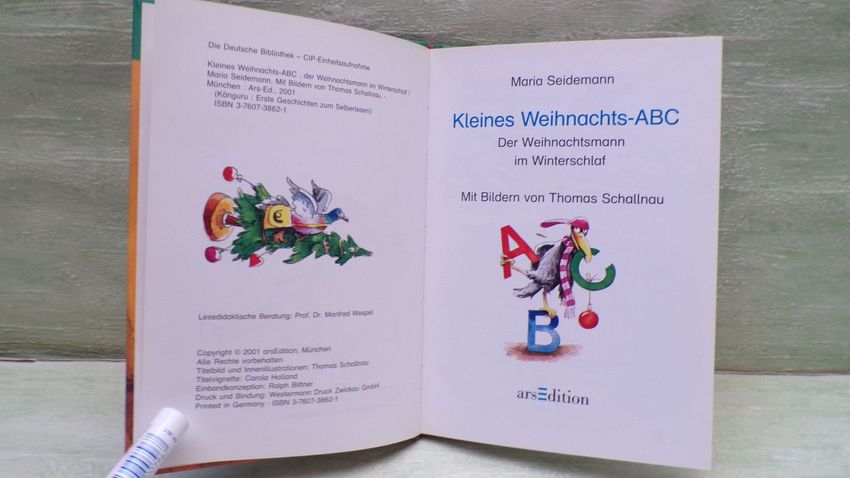 Die Deutsche Bibliothek – CIP-Einheitsaufnahme
Kleines Weihnachts-ABC : der Weihnachtsmann im Winterschlaf /
Maria Seidemann. Mit Bildern von Thomas Schallnau. -
München : Ars-Ed., 2001
(Känguru : Erste Geschichten zum Selberlesen)
ISBN 3-7607-3862-1
€
Lesedidaktische Beratung: Prof. Dr. Manfred Wespel
Copyright © 2001 arsEdition, München
Alle Rechte vorbehalten
Titelbild und Innenillustrationen: Thomas Schallnau
Titelvignette: Carola Holland
Einbandkonzeption: Ralph Bittner
Druck und Bindung: Westermann Druck Zwickau GmbH
Printed in Germany - ISBN 3-7607-3862-1
Maria Seidemann
Kleines Weihnachts-ABC
Der Weihnachtsmann
im Winterschlaf
Mit Bildern von Thomas Schallnau
A C
B
arsEdition